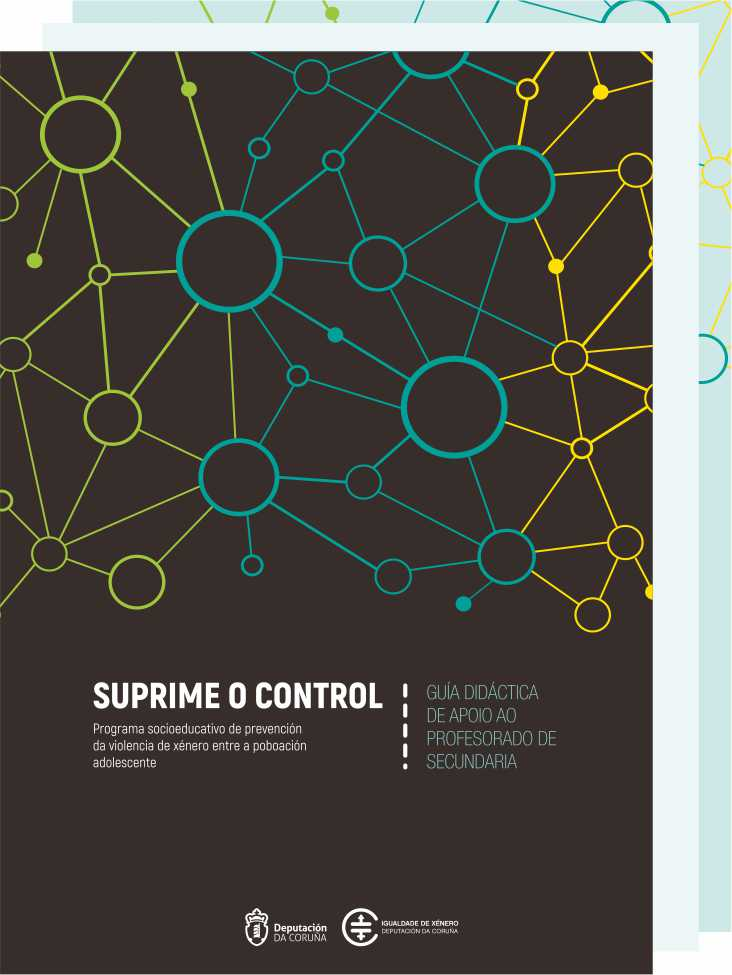 SUPRIME O CONTROL
Programa socioeducativo de prevención
da violencia de xénero entre a poboación
adolescente
GUÍA DIDÁCTICA
DE APOIO AO
PROFESORADO DE
SECUNDARIA
Deputación
DA CORUÑA
IGUALDADE DE XÉNERO
DEPUTACIÓN DA CORUÑA